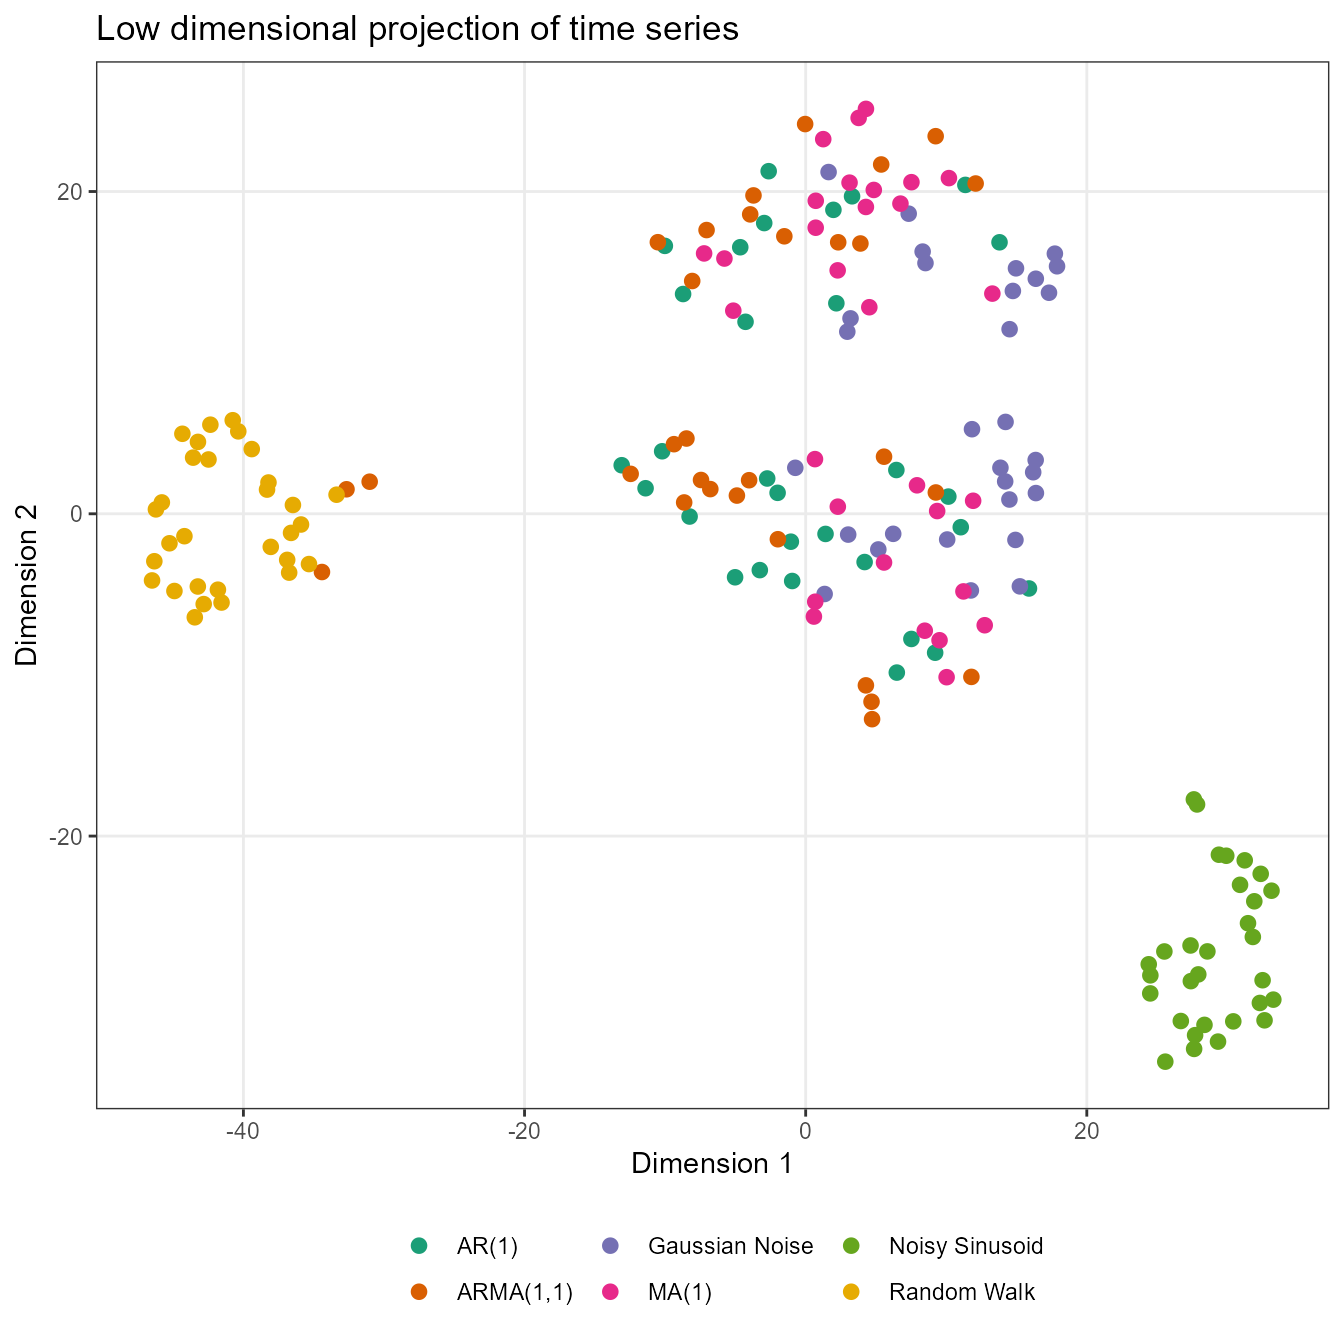 Low dimensional projection of time series
Dimension 2
20
0
-20
-40
-20
0
20
Dimension 1
AR(1)
Gaussian Noise
Noisy Sinusoid
ARMA(1,1)
MA(1)
Random Walk